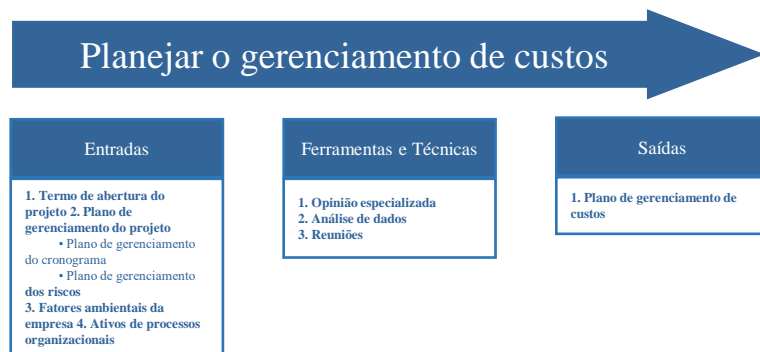 Planejar o gerenciamento de custos
Entradas
1. Termo de abertura do
projeto 2. Plano de
gerenciamento do projeto
• Plano de gerenciamento
do cronograma
• Plano de gerenciamento
dos riscos
3. Fatores ambientais da
empresa 4. Ativos de processos
organizacionais
Ferramentas e Técnicas
1. Opinião especializada
2. Análise de dados
3. Reuniões
Saídas
1. Plano de gerenciamento de
custos